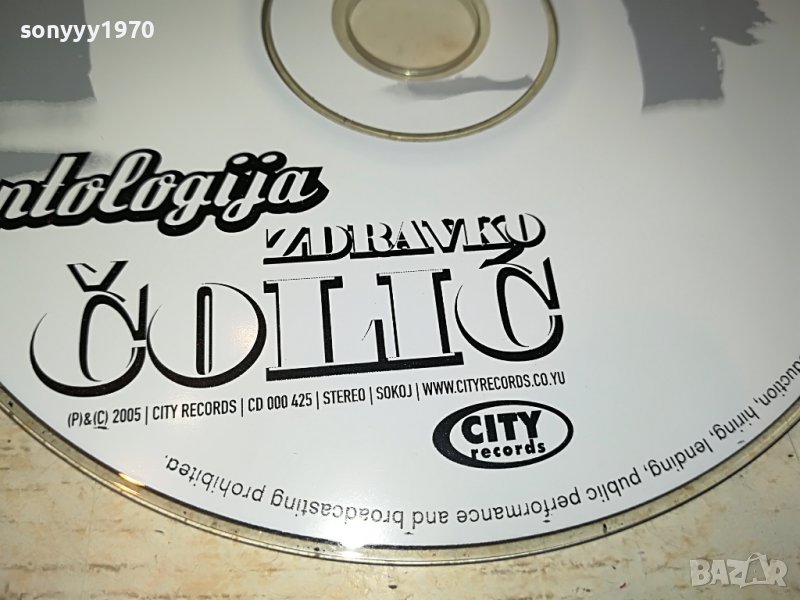 sonyyy1970
ntologija
ZDRAVKO
ČOLIĆ
(P)&(C) 2005 | CITY RECORDS | CD 000 425 | STEREO | SOKOJ | WWW.CITYRECORDS.CO.YU
CITY
records
hiring, lending, public performance and broadcasting prohibited.
BAZAR